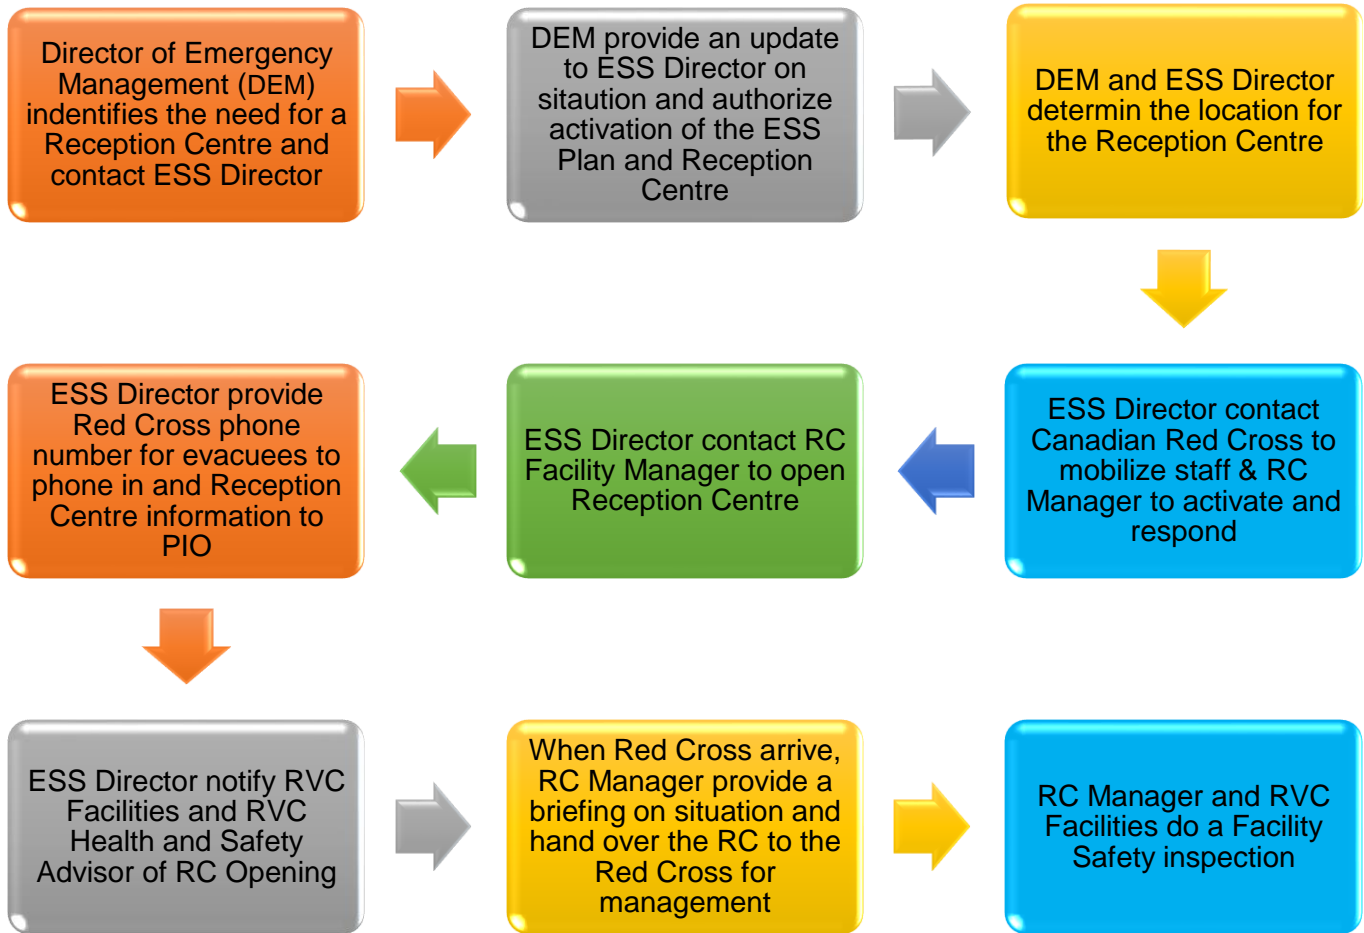 Director of Emergency
Management (DEM)
indentifies the need for a
Reception Centre and
contact ESS Director
DEM provide an update
to ESS Director on
sitaution and authorize
activation of the ESS
Plan and Reception
Centre
DEM and ESS Director
determin the location for
the Reception Centre
ESS Director contact
Canadian Red Cross to
mobilize staff & RC
Manager to activate and
respond
ESS Director contact RC
Facility Manager to open
Reception Centre
ESS Director provide
Red Cross phone
number for evacuees to
phone in and Reception
Centre information to
PIO
ESS Director notify RVC
Facilities and RVC
Health and Safety
Advisor of RC Opening
When Red Cross arrive,
RC Manager provide a
briefing on situation and
hand over the RC to the
Red Cross for
management
RC Manager and RVC
Facilities do a Facility
Safety inspection